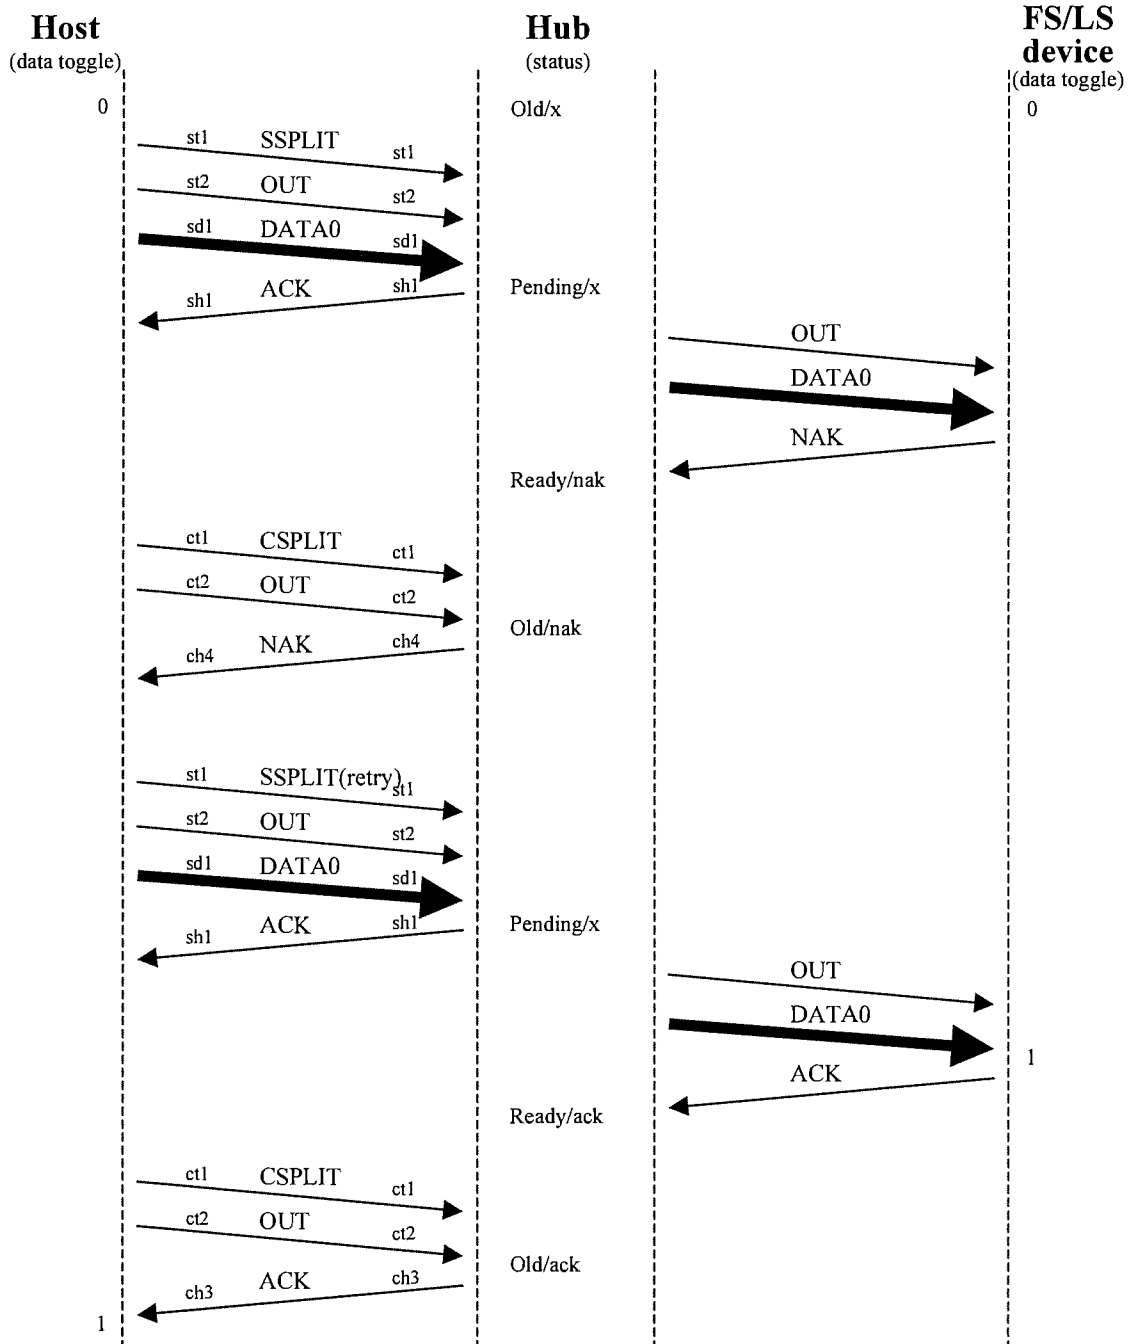 Host
(data toggle)
Hub
(status)
FS/LS
device
(data toggle)
0
Old/x
0
st1 SSPLIT st1
st2 OUT st2
sd1 DATA0 sd1
sh1 ACK sh1
Pending/x
OUT
DATA0
NAK
Ready/nak
ct1 CSPLIT ct1
ct2 OUT ct2
Old/nak
ch4 NAK ch4
st1 SSPLIT(retry) st1
st2 OUT st2
sd1 DATA0 sd1
sh1 ACK sh1
Pending/x
OUT
DATA0
1
ACK
Ready/ack
ct1 CSPLIT ct1
ct2 OUT ct2
Old/ack
ch3 ACK ch3
1